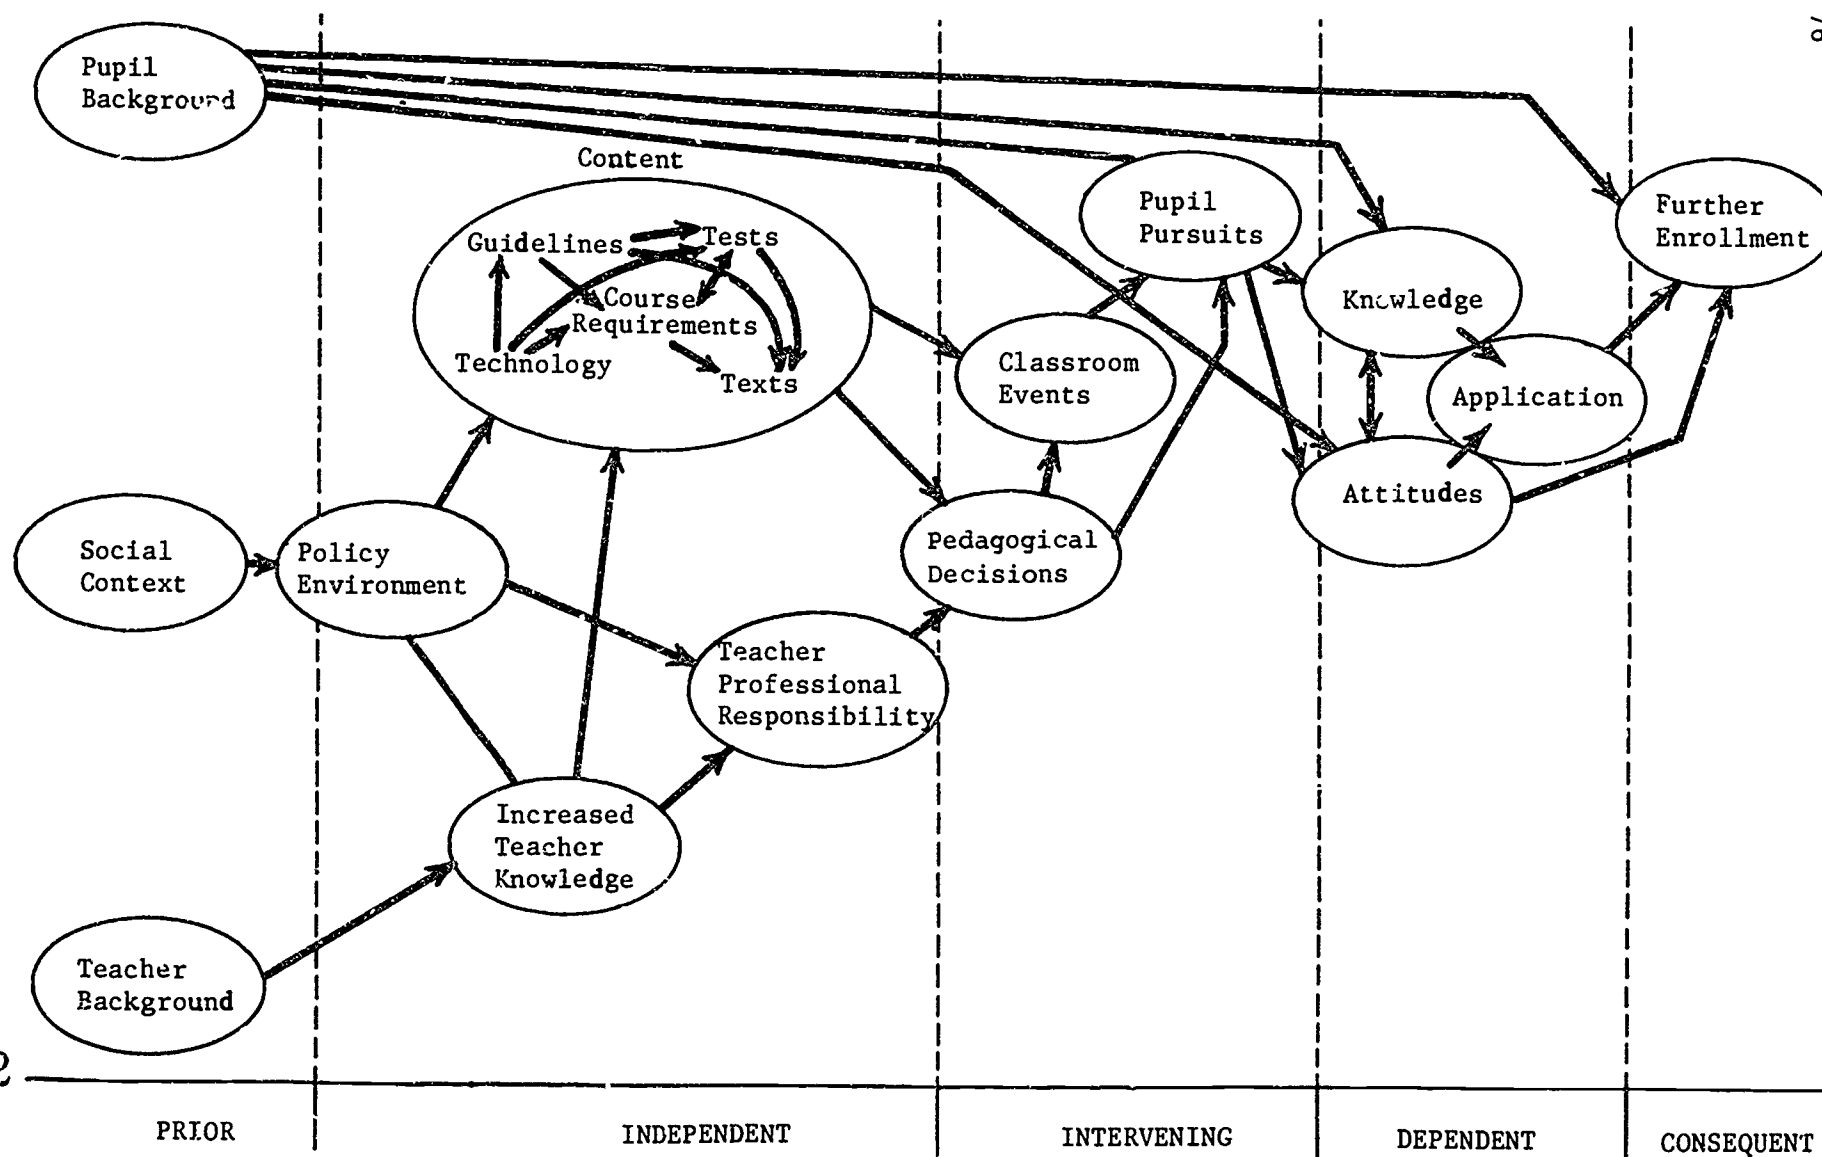 Pupil
Background
Content
Guidelines
Tests
Course
Requirements
Technology
Texts
Pupil
Pursuits
Further
Enrollment
Knowledge
Classroom
Events
Application
Attitudes
Social
Context
Policy
Environment
Pedagogical
Decisions
Teacher
Professional
Responsibility
Increased
Teacher
Knowledge
Teacher
Background
PRIOR
INDEPENDENT
INTERVENING
DEPENDENT
CONSEQUENT